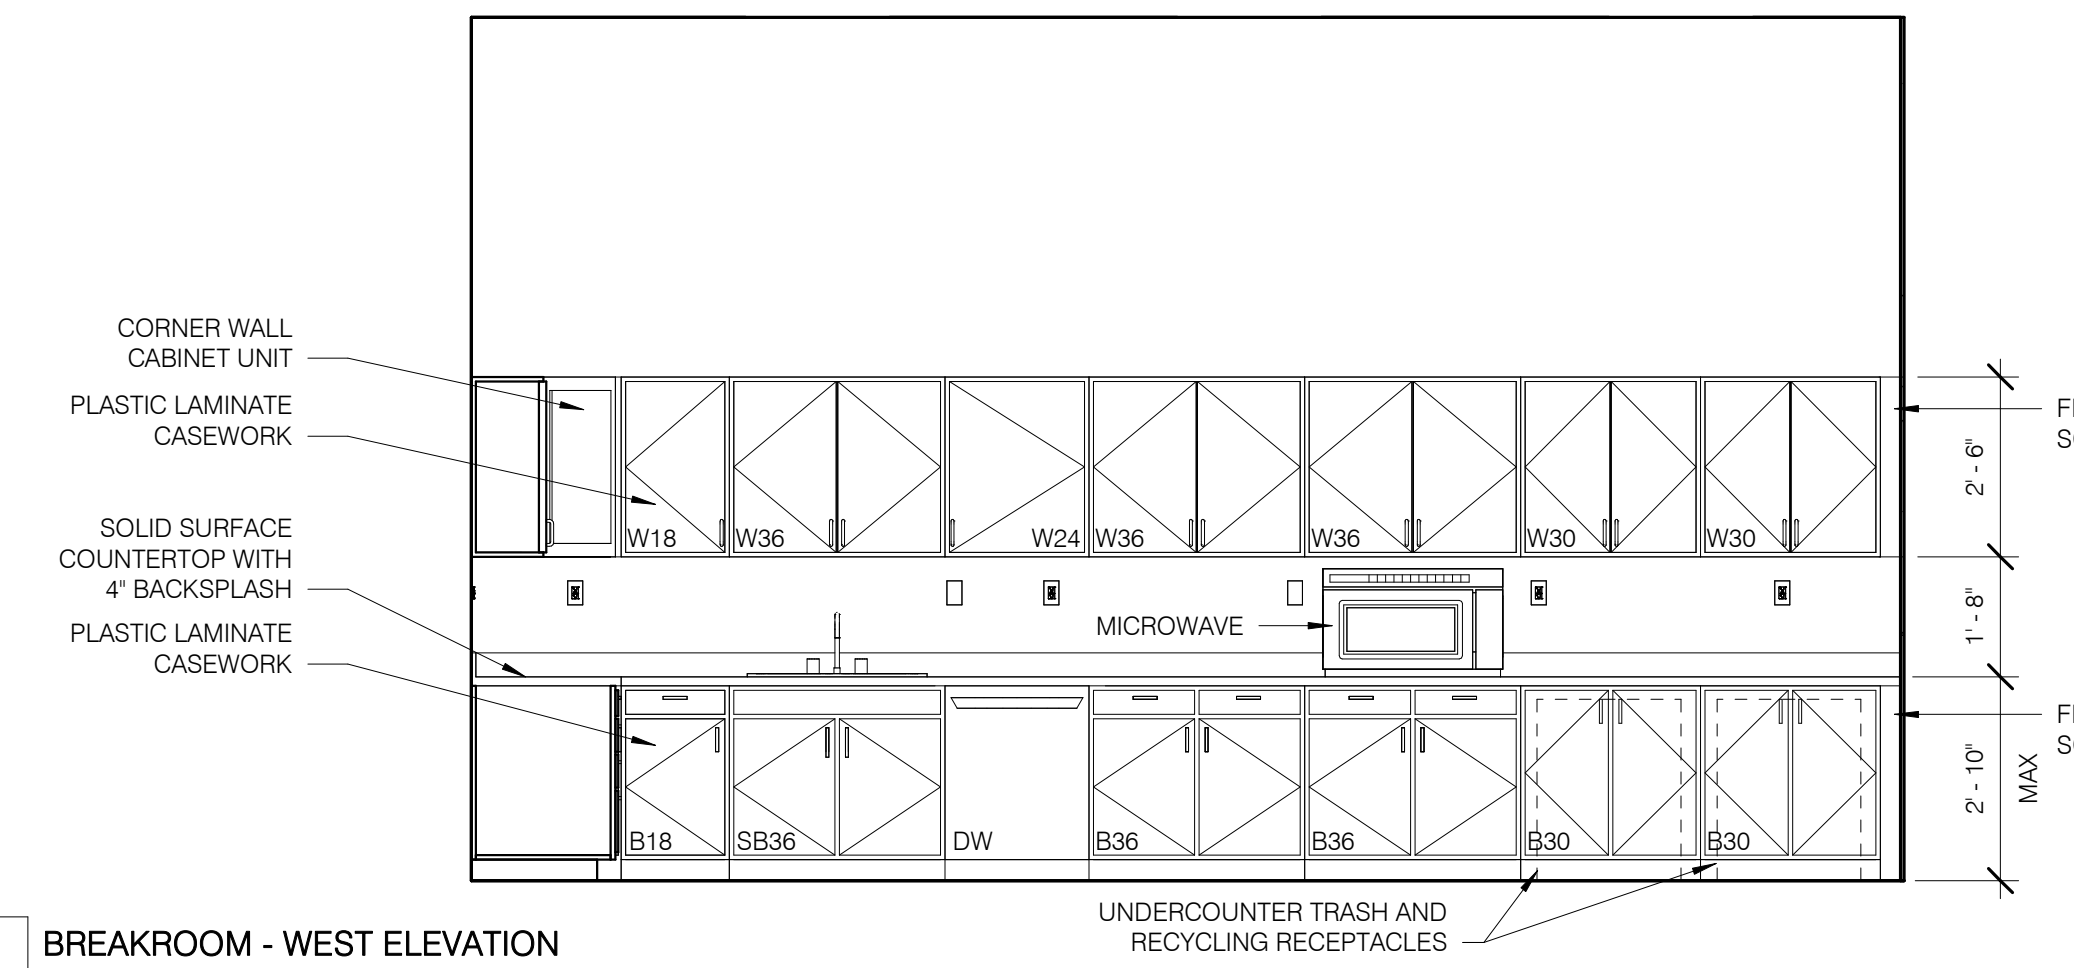 CORNER WALL
CABINET UNIT
PLASTIC LAMINATE
CASEWORK
SOLID SURFACE
COUNTERTOP WITH
4" BACKSPLASH
PLASTIC LAMINATE
CASEWORK
W18
W36
W24
W36
W36
W30
W30
MICROWAVE
B18
SB36
DW
B36
B36
B30
B30
2' - 6"
1' - 8"
2' - 10"
MAX
UNDERCOUNTER TRASH AND
RECYCLING RECEPTACLES
BREAKROOM - WEST ELEVATION